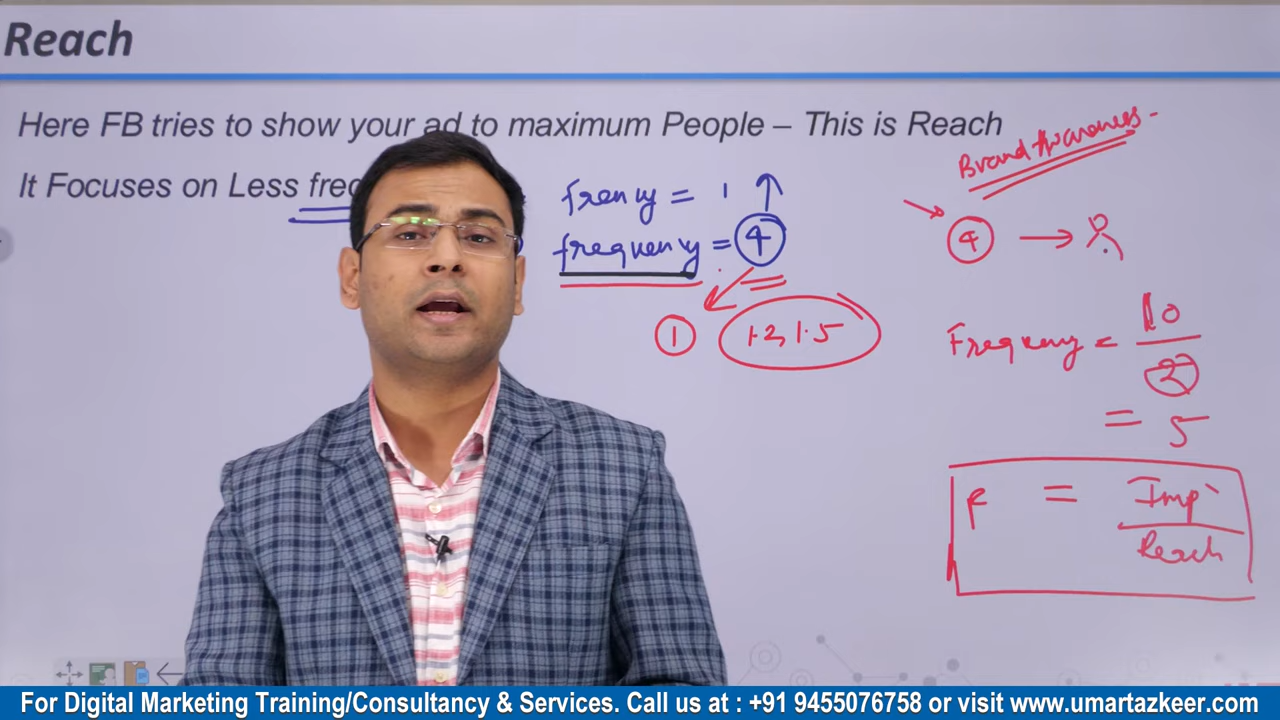 Reach
Here FB tries to show your ad to maximum People – This is Reach
It Focuses on Less freq
Brand Awareness
frency = 1
frequency = 4
4
1
1.2, 1.5
Frequency = 10
2
= 5
F = Imp
Reach
For Digital Marketing Training/Consultancy & Services. Call us at : +91 9455076758 or visit www.umartazkeer.com